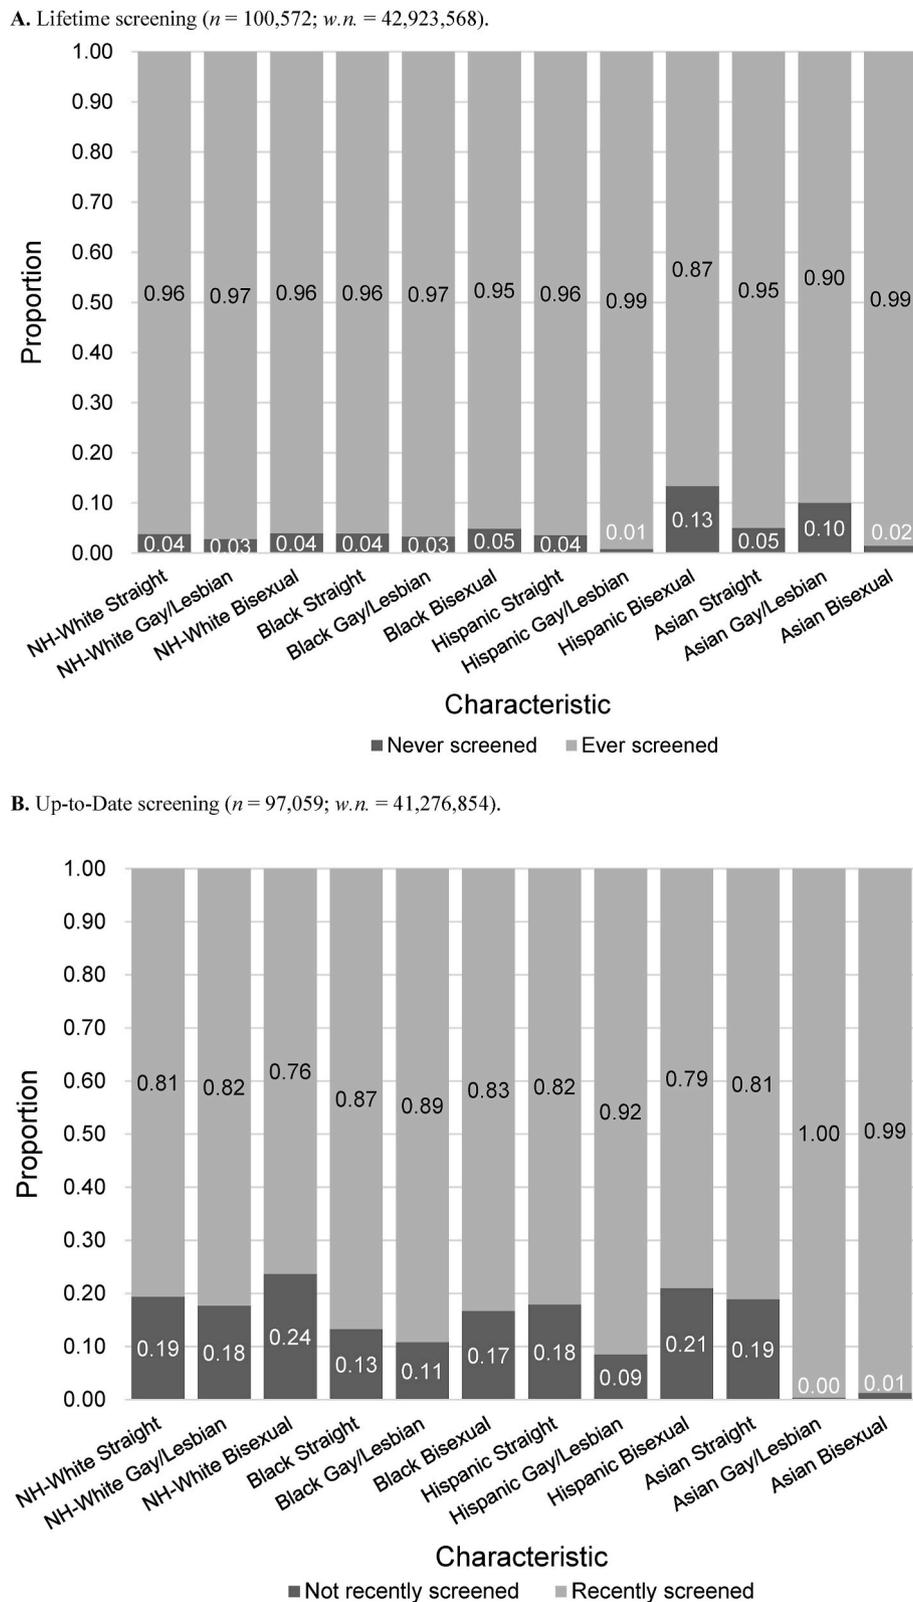 A. Lifetime screening (n = 100,572; w.n. = 42,923,568).
1.00
0.90
0.80
0.70
0.60
0.50
0.40
0.30
0.20
0.10
0.00
Proportion
0.96 0.97 0.96 0.96 0.97 0.95 0.96 0.99 0.87 0.95 0.90 0.99
0.04 0.03 0.04 0.04 0.03 0.05 0.04 0.01 0.13 0.05 0.10 0.02
NH-White Straight
NH-White Gay/Lesbian
NH-White Bisexual
Black Straight
Black Gay/Lesbian
Black Bisexual
Hispanic Straight
Hispanic Gay/Lesbian
Hispanic Bisexual
Asian Straight
Asian Gay/Lesbian
Asian Bisexual
Characteristic
Never screened Ever screened
B. Up-to-Date screening (n = 97,059; w.n. = 41,276,854).
1.00
0.90
0.80
0.70
0.60
0.50
0.40
0.30
0.20
0.10
0.00
Proportion
0.81 0.82 0.76 0.87 0.89 0.83 0.82 0.92 0.79 0.81 1.00 0.99
0.19 0.18 0.24 0.13 0.11 0.17 0.18 0.09 0.21 0.19 0.00 0.01
NH-White Straight
NH-White Gay/Lesbian
NH-White Bisexual
Black Straight
Black Gay/Lesbian
Black Bisexual
Hispanic Straight
Hispanic Gay/Lesbian
Hispanic Bisexual
Asian Straight
Asian Gay/Lesbian
Asian Bisexual
Characteristic
Not recently screened Recently screened